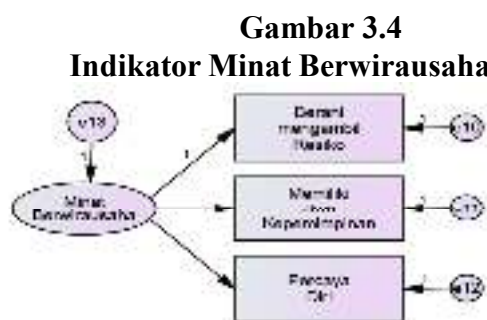 Gambar 3.4
Indikator Minat Berwirausaha
e13
Berani
mengambil
Resiko
e10
1
1
Minat
Berwirausaha
Memiliki
Kepemimpinan
e11
Percaya
Diri
e12